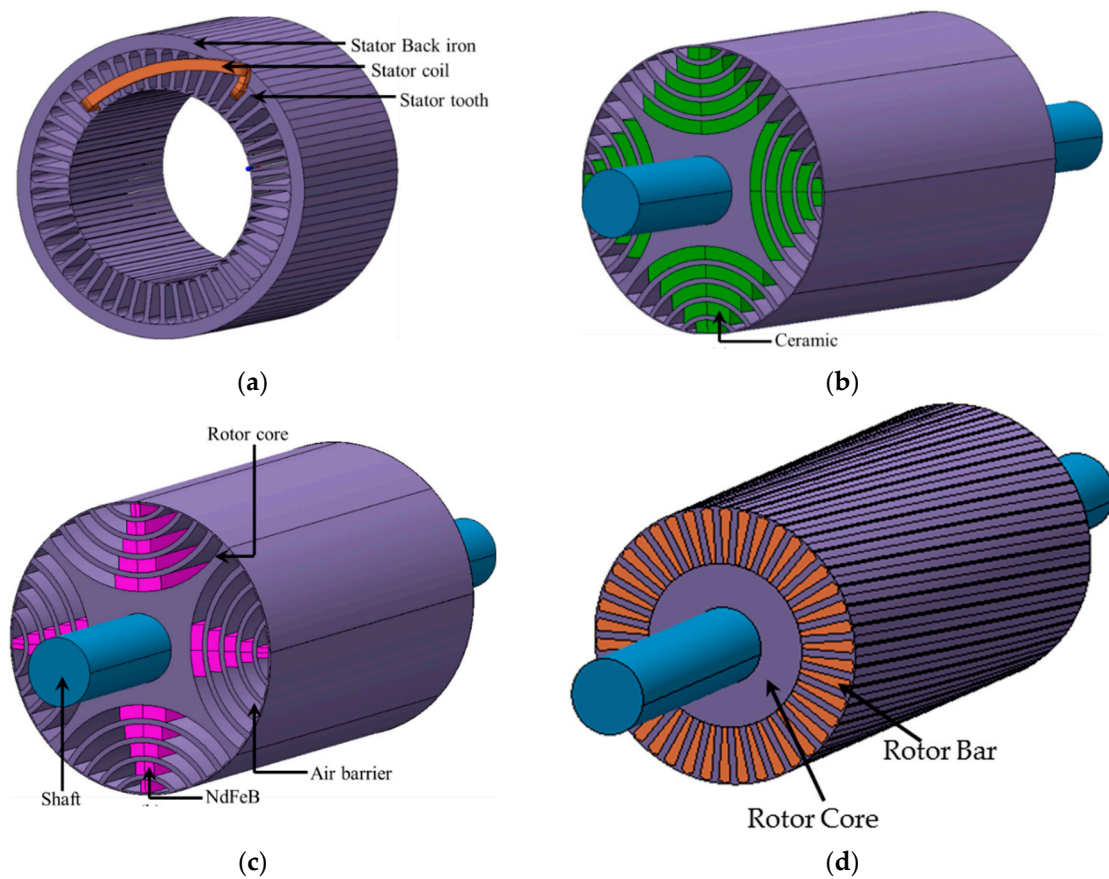 Stator Back iron
Stator coil
Stator tooth
(a)
Ceramic
(b)
Rotor core
Air barrier
Shaft
NdFeB
(c)
Rotor Bar
Rotor Core
(d)